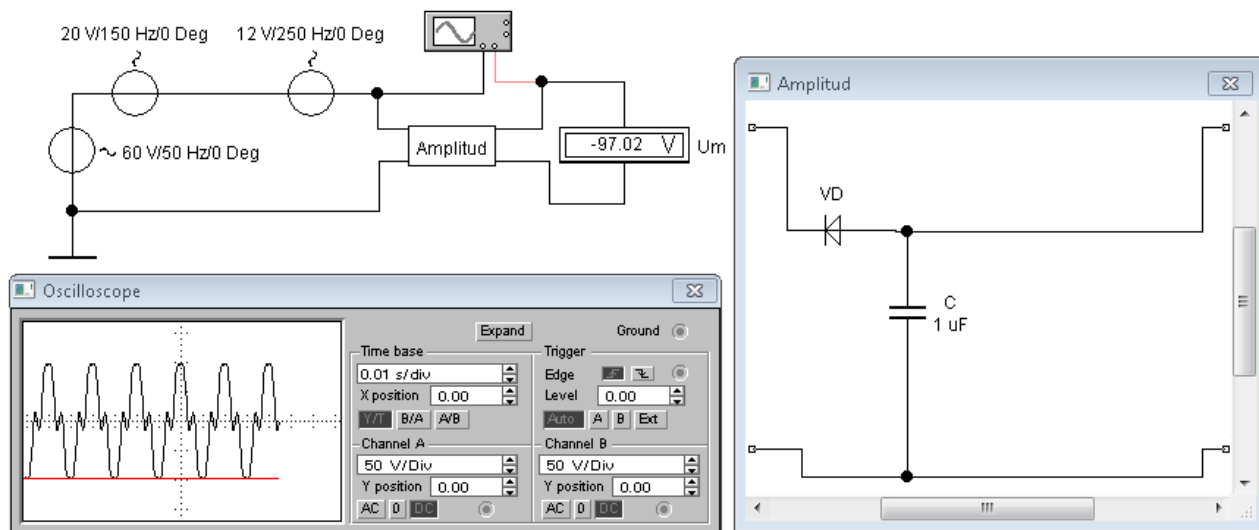 20 V/150 Hz/0 Deg 12 V/250 Hz/0 Deg
60 V/50 Hz/0 Deg
Amplitud
-97.02 V Um
Amplitud
VD
C
1 uF
Oscilloscope
Expand Ground
Time base Trigger
0.01 s/div Edge
X position 0.00 Level 0.00
Y/T B/A A/B Auto A B Ext
Channel A Channel B
50 V/Div 50 V/Div
Y position 0.00 Y position 0.00
AC 0 DC AC 0 DC